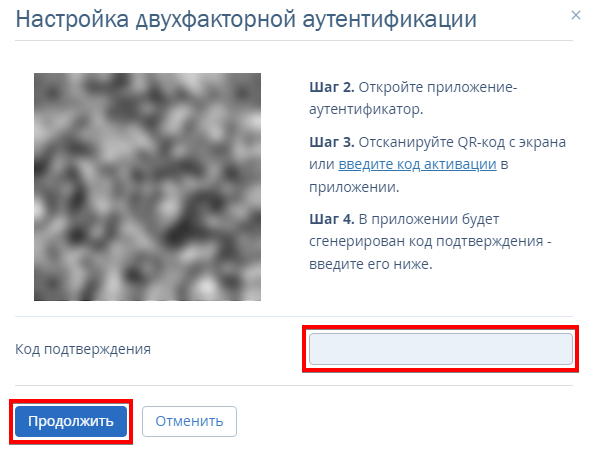 Настройка двухфакторной аутентификации
Шаг 2. Откройте приложение-
аутентификатор.
Шаг 3. Отсканируйте QR-код с экрана
или введите код активации в
приложении.
Шаг 4. В приложении будет
сгенерирован код подтверждения -
введите его ниже.
Код подтверждения
Продолжить
Отменить